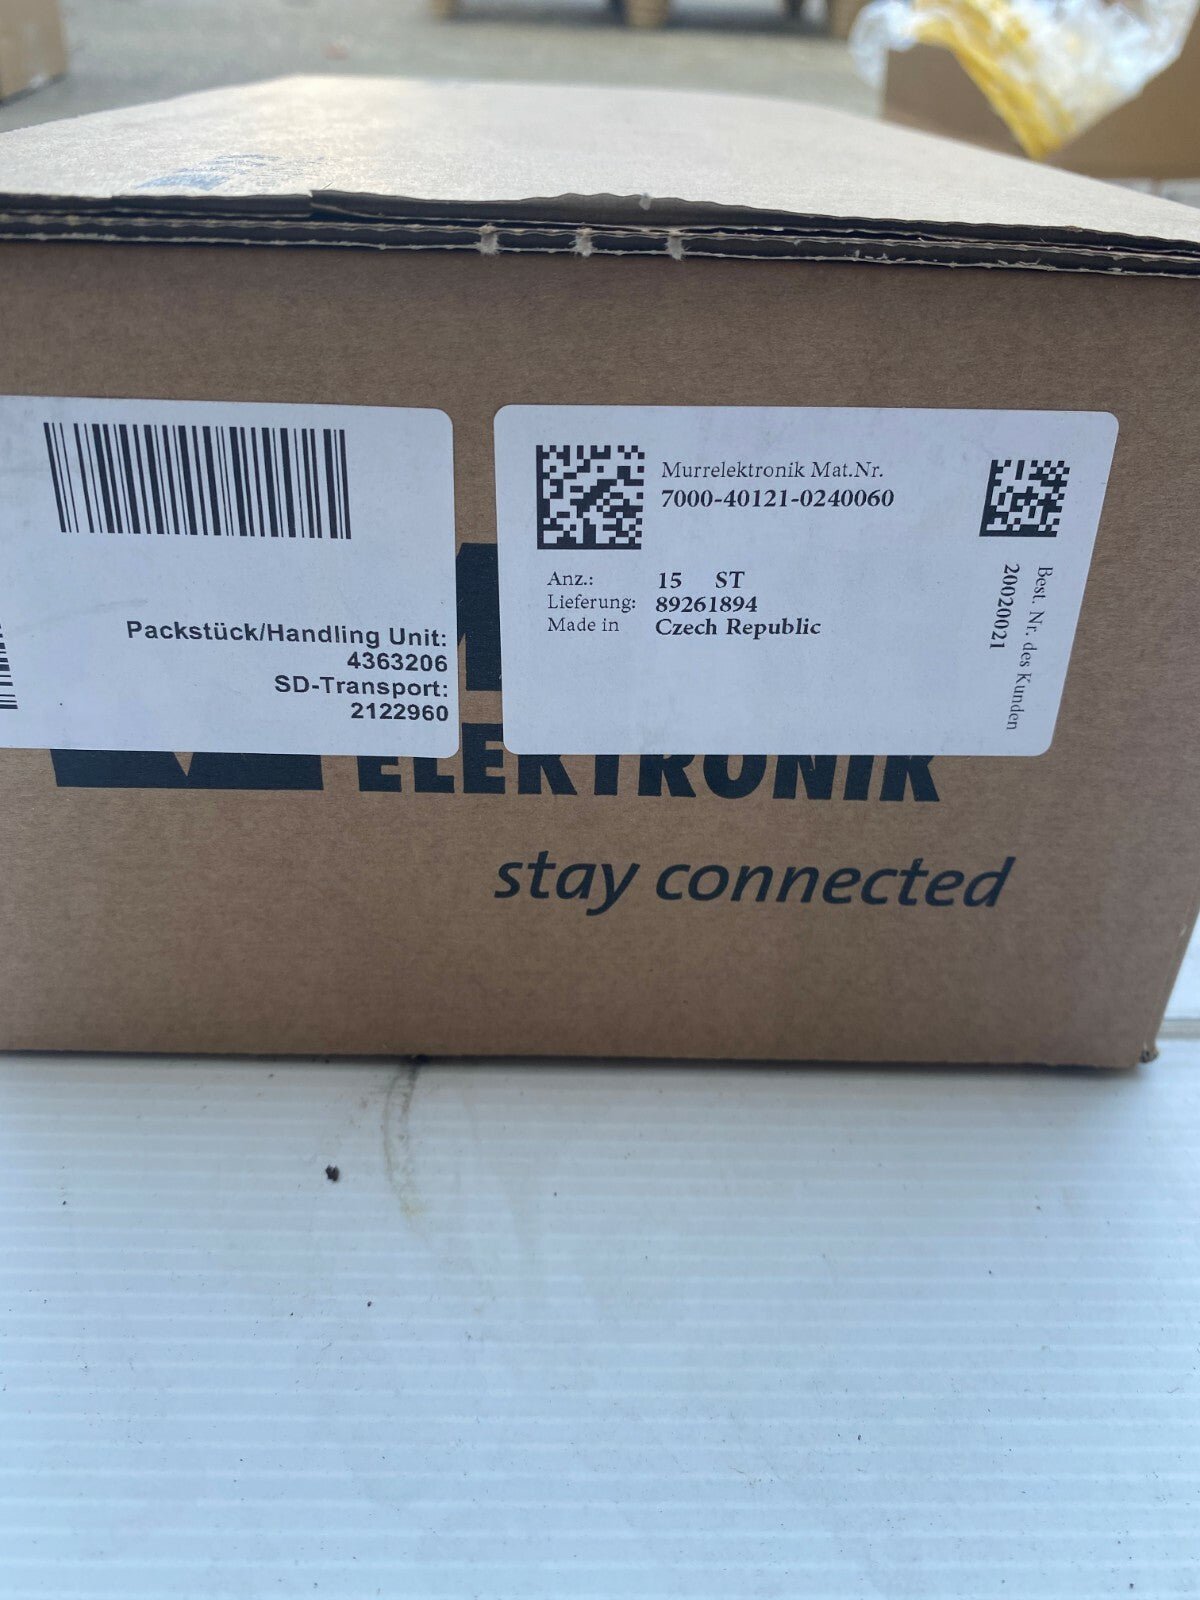 Packstück/Handling Unit:
4363206
SD-Transport:
2122960
Murrelektronik Mat.Nr.
7000-40121-0240060
Anz.: 15 ST
Lieferung: 89261894
Made in Czech Republic
Best. Nr. des Kunden
20020021
ELEKTRONIK
stay connected